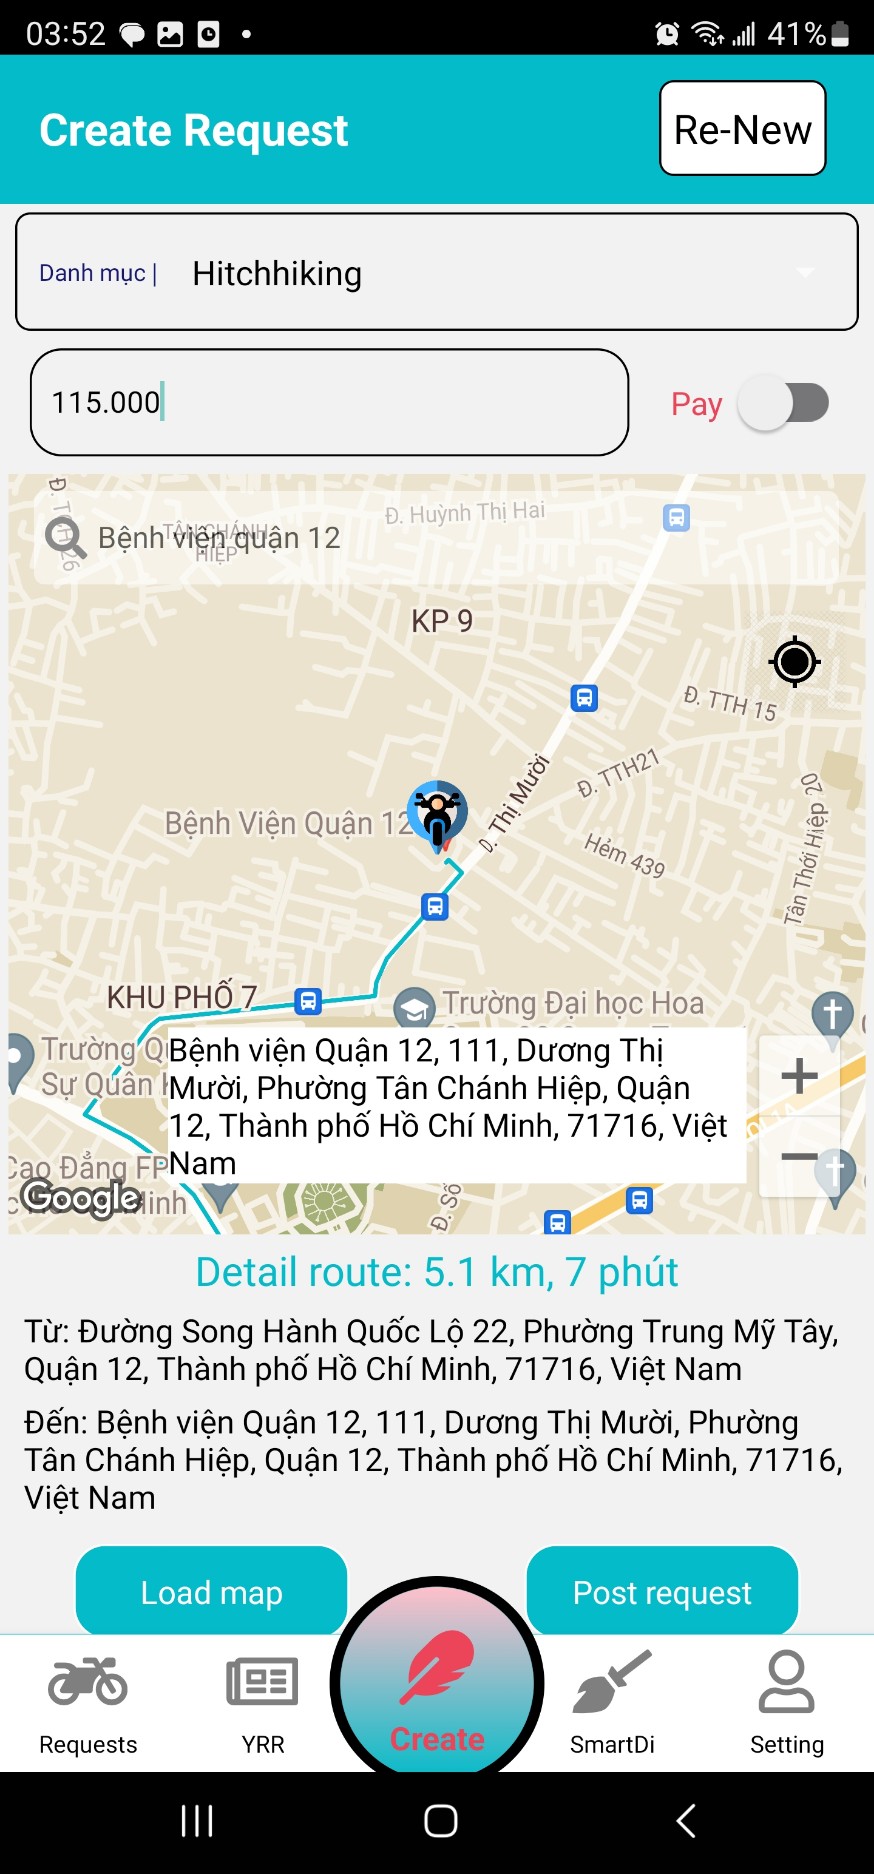 03:52
41%
Create Request
Re-New
Danh mục |
Hitchhiking
115.000
Pay
Đ. Huỳnh Thị Hai
TÂN CHÁNH
HIỆP
Bệnh viện quận 12
KP 9
Đ. TTH 15
Đ. TTH21
D. Thị Mười
Bệnh Viện Quận 12
Hẻm 439
Tân Thới Hiệp 20
KHU PHỐ 7
Trường Đại học Hoa
Trường Q
Sự Quân
Bệnh viện Quận 12, 111, Dương Thị
Mười, Phường Tân Chánh Hiệp, Quận
12, Thành phố Hồ Chí Minh, 71716, Việt
Nam
+
−
Cao Đẳng FP
Google
Minh
Đ. Số
Detail route: 5.1 km, 7 phút
Từ: Đường Song Hành Quốc Lộ 22, Phường Trung Mỹ Tây,
Quận 12, Thành phố Hồ Chí Minh, 71716, Việt Nam
Đến: Bệnh viện Quận 12, 111, Dương Thị Mười, Phường
Tân Chánh Hiệp, Quận 12, Thành phố Hồ Chí Minh, 71716,
Việt Nam
Load map
Post request
Requests
YRR
Create
SmartDi
Setting